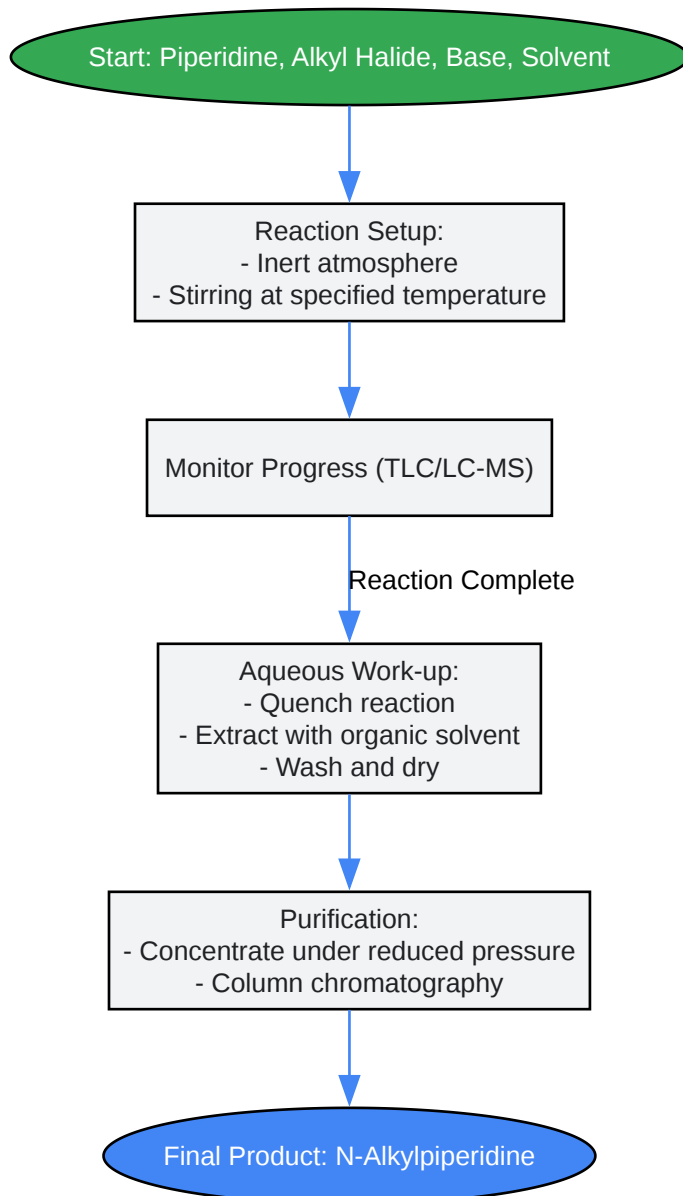 Start: Piperidine, Alkyl Halide, Base, Solvent
Reaction Setup:
- Inert atmosphere
- Stirring at specified temperature
Monitor Progress (TLC/LC-MS)
Reaction Complete
Aqueous Work-up:
- Quench reaction
- Extract with organic solvent
- Wash and dry
Purification:
- Concentrate under reduced pressure
- Column chromatography
Final Product: N-Alkylpiperidine